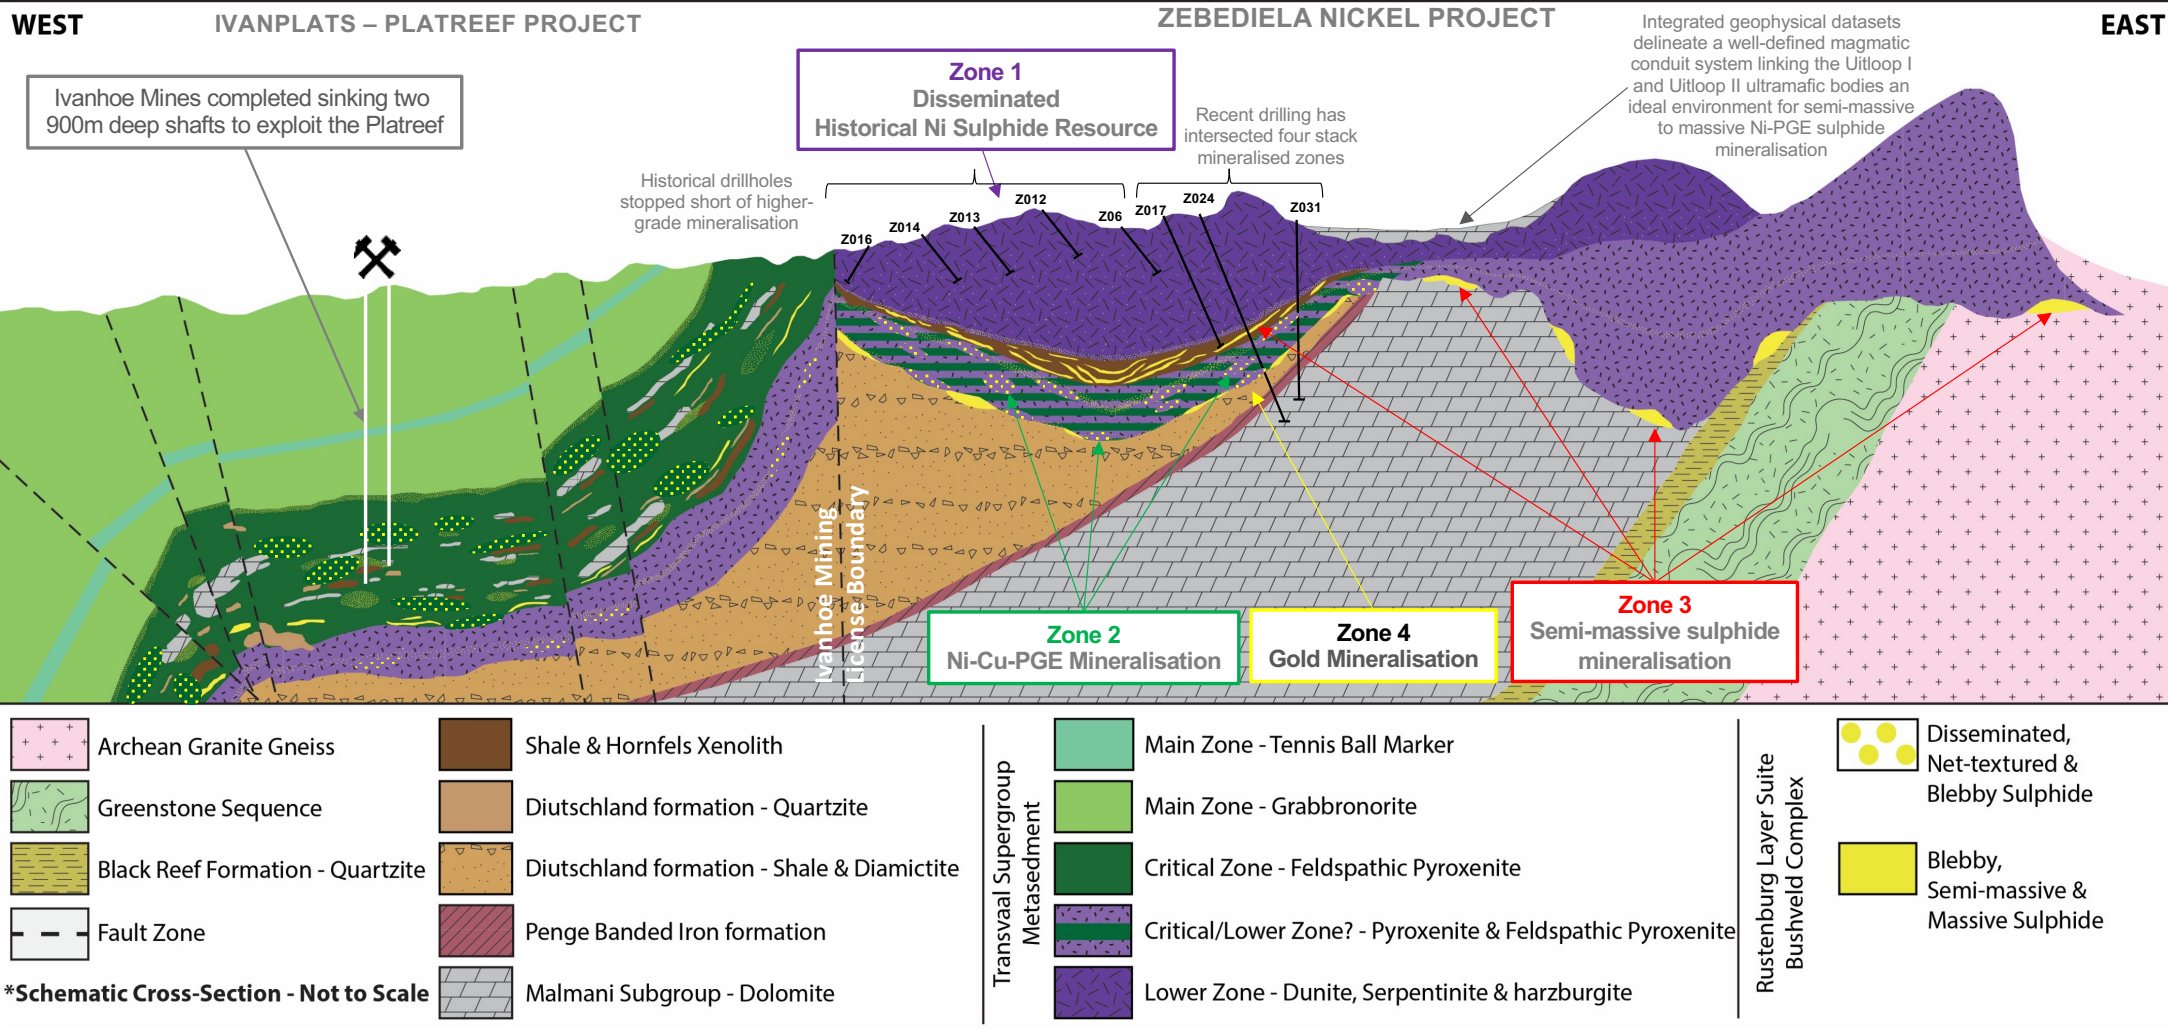 WEST
IVANPLATS – PLATREEF PROJECT
ZEBEDIELA NICKEL PROJECT
EAST
Ivanhoe Mines completed sinking two
900m deep shafts to exploit the Platreef
Zone 1
Disseminated
Historical Ni Sulphide Resource
Historical drillholes
stopped short of higher-
grade mineralisation
Recent drilling has
intersected four stack
mineralised zones
Integrated geophysical datasets
delineate a well-defined magmatic
conduit system linking the Uitloop I
and Uitloop II ultramafic bodies an
ideal environment for semi-massive
to massive Ni-PGE sulphide
mineralisation
Z016
Z014
Z013
Z012
Z06
Z017
Z024
Z031
Ivanhoe Mining
License Boundary
Zone 2
Ni-Cu-PGE Mineralisation
Zone 4
Gold Mineralisation
Zone 3
Semi-massive sulphide
mineralisation
Archean Granite Gneiss
Greenstone Sequence
Black Reef Formation - Quartzite
Fault Zone
*Schematic Cross-Section - Not to Scale
Shale & Hornfels Xenolith
Diutschland formation - Quartzite
Diutschland formation - Shale & Diamictite
Penge Banded Iron formation
Malmani Subgroup - Dolomite
Transvaal Supergroup
Metasedment
Main Zone - Tennis Ball Marker
Main Zone - Grabbronorite
Critical Zone - Feldspathic Pyroxenite
Critical/Lower Zone? - Pyroxenite & Feldspathic Pyroxenite
Lower Zone - Dunite, Serpentinite & harzburgite
Rustenburg Layer Suite
Bushveld Complex
Disseminated,
Net-textured &
Blebby Sulphide
Blebby,
Semi-massive &
Massive Sulphide